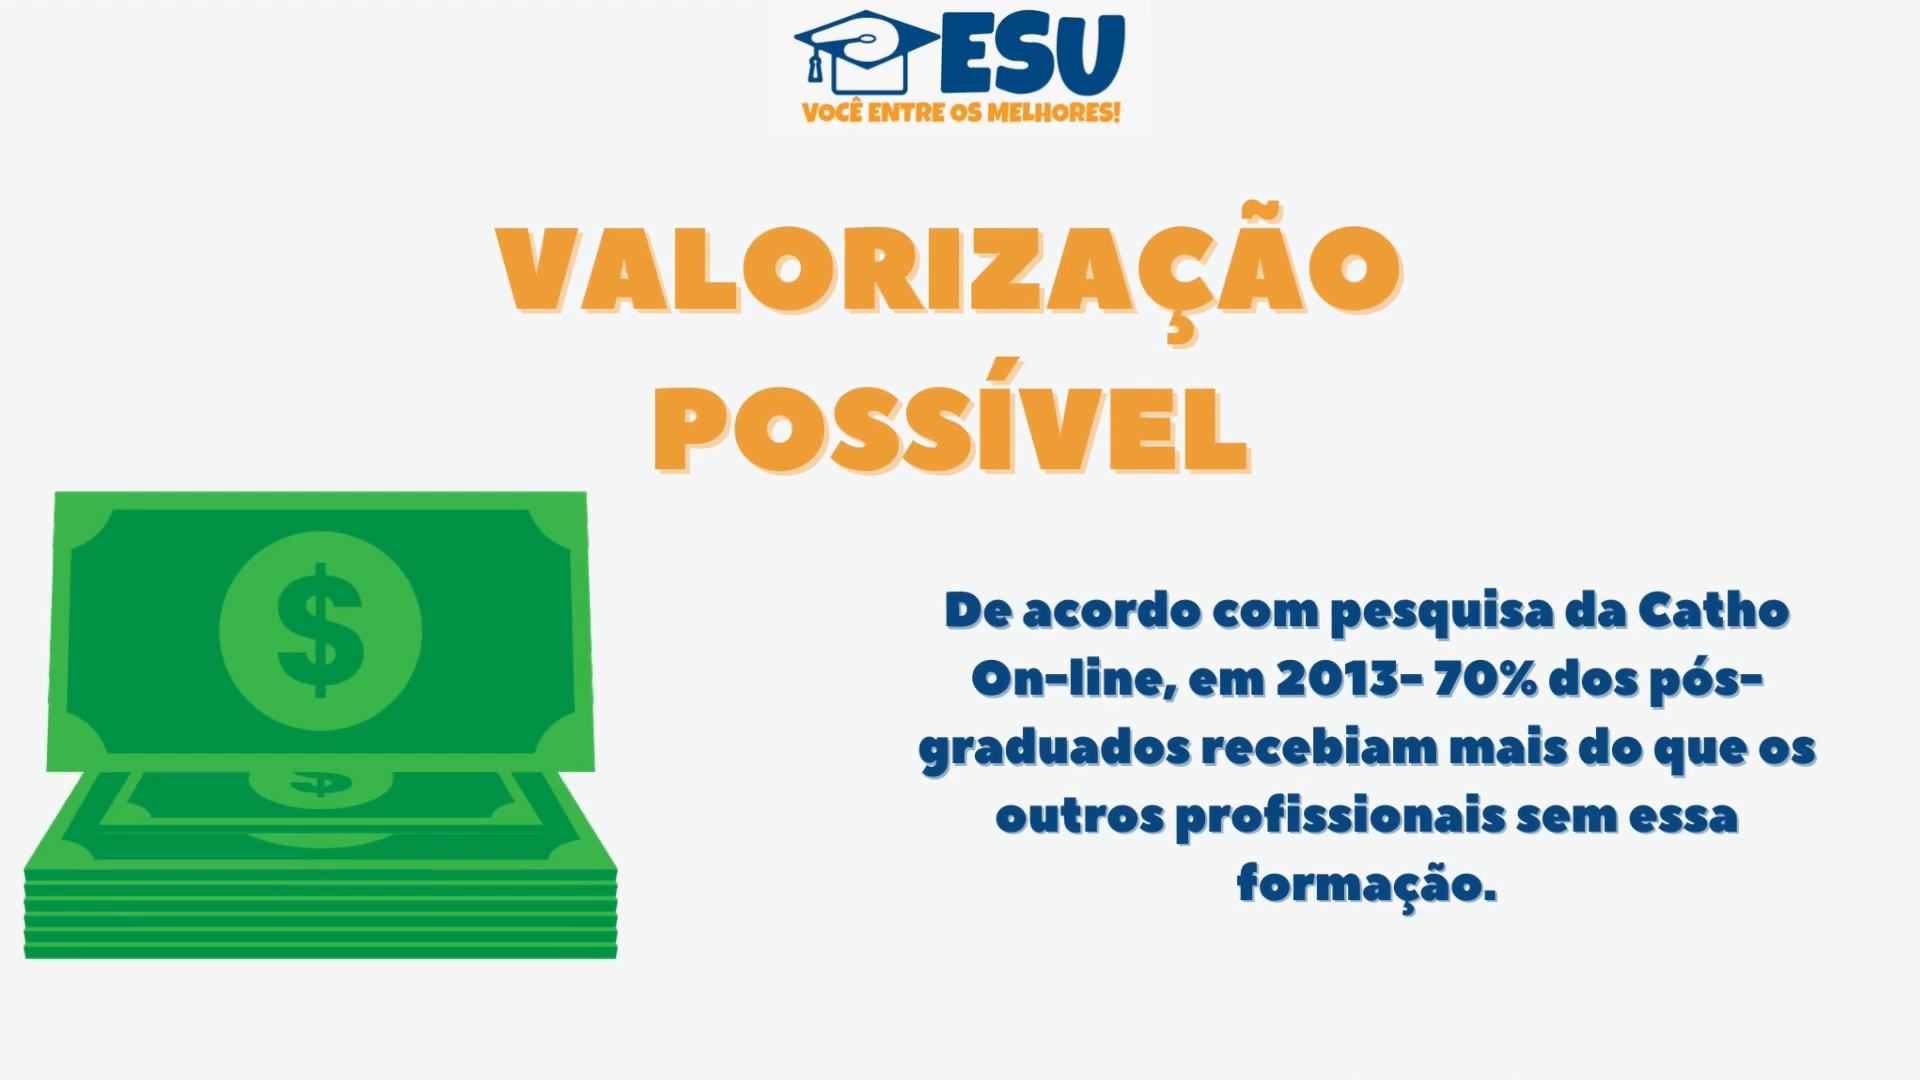 ESU
VOCÊ ENTRE OS MELHORES!
VALORIZAÇÃO
POSSÍVEL
$
$
De acordo com pesquisa da Catho
On-line, em 2013- 70% dos pós-
graduados recebiam mais do que os
outros profissionais sem essa
formação.